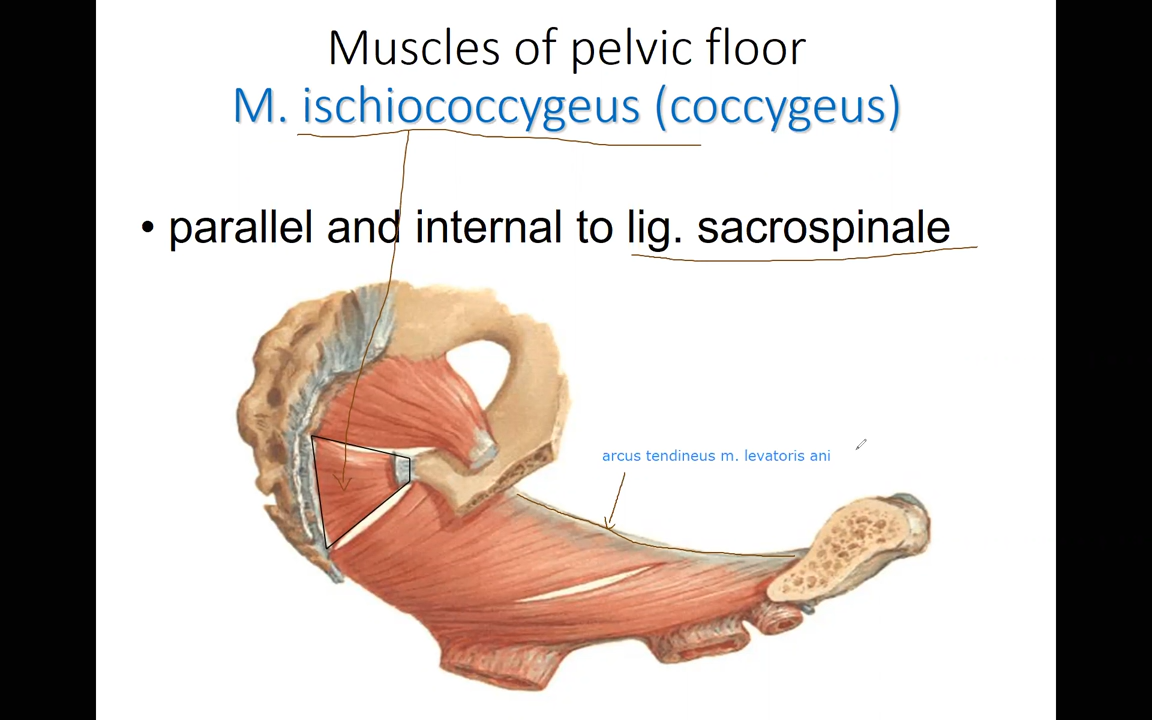 Muscles of pelvic floor
M. ischiococcygeus (coccygeus)
• parallel and internal to lig. sacrospinale
arcus tendineus m. levatoris ani